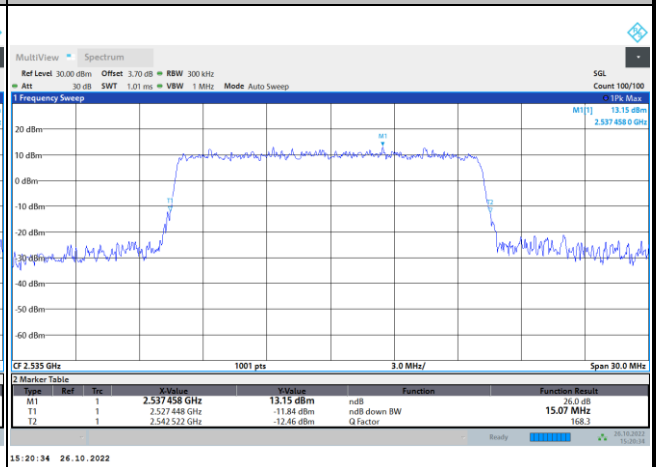 MultiView Spectrum
Ref Level 30.00 dBm Offset 3.70 dB RBW 300 kHz SGL
Att 30 dB SWT 1.01 ms VBW 1 MHz Mode Auto Sweep Count 100/100
1 Frequency Sweep 1Pk Max
M1[1] 13.15 dBm
2.537 458 0 GHz
20 dBm
M1
10 dBm
0 dBm
T1
-10 dBm
T2
-20 dBm
-30 dBm
-40 dBm
-50 dBm
-60 dBm
CF 2.535 GHz 1001 pts 3.0 MHz/ Span 30.0 MHz
2 Marker Table
Type Ref Trc X-Value Y-Value Function Function Result
M1 1 2.537 458 GHz 13.15 dBm ndB 26.0 dB
T1 1 2.527 448 GHz -11.84 dBm ndB down BW 15.07 MHz
T2 1 2.542 522 GHz -12.46 dBm Q Factor 168.3
Ready 26.10.2022
15:20:34
15:20:34 26.10.2022